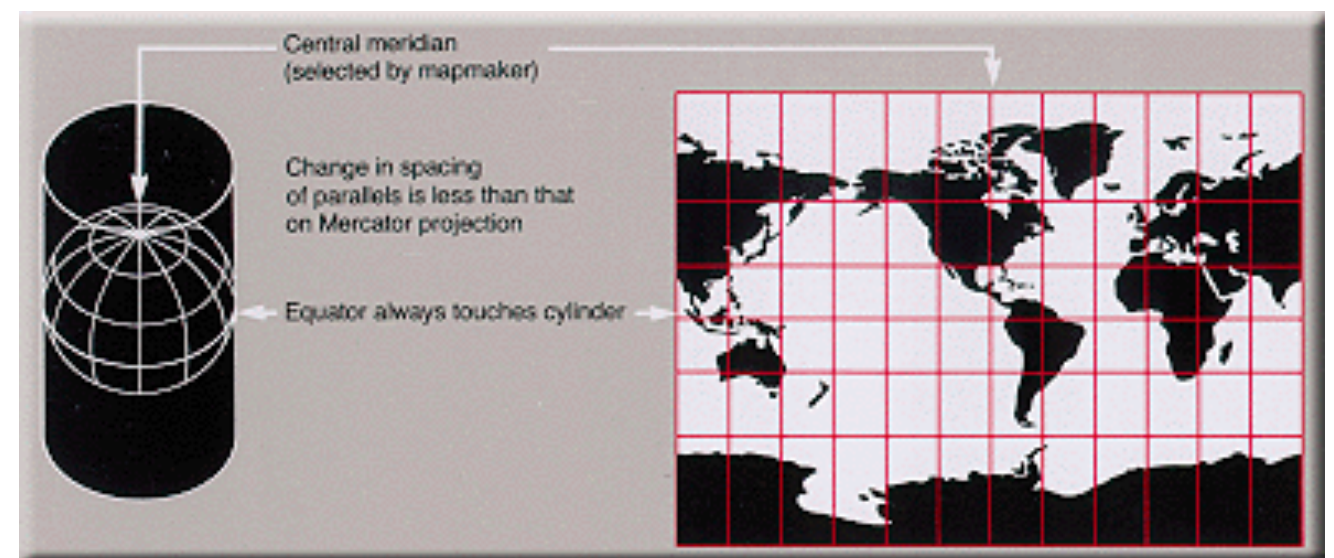 Central meridian
(selected by mapmaker)
Change in spacing
of parallels is less than that
on Mercator projection
Equator always touches cylinder